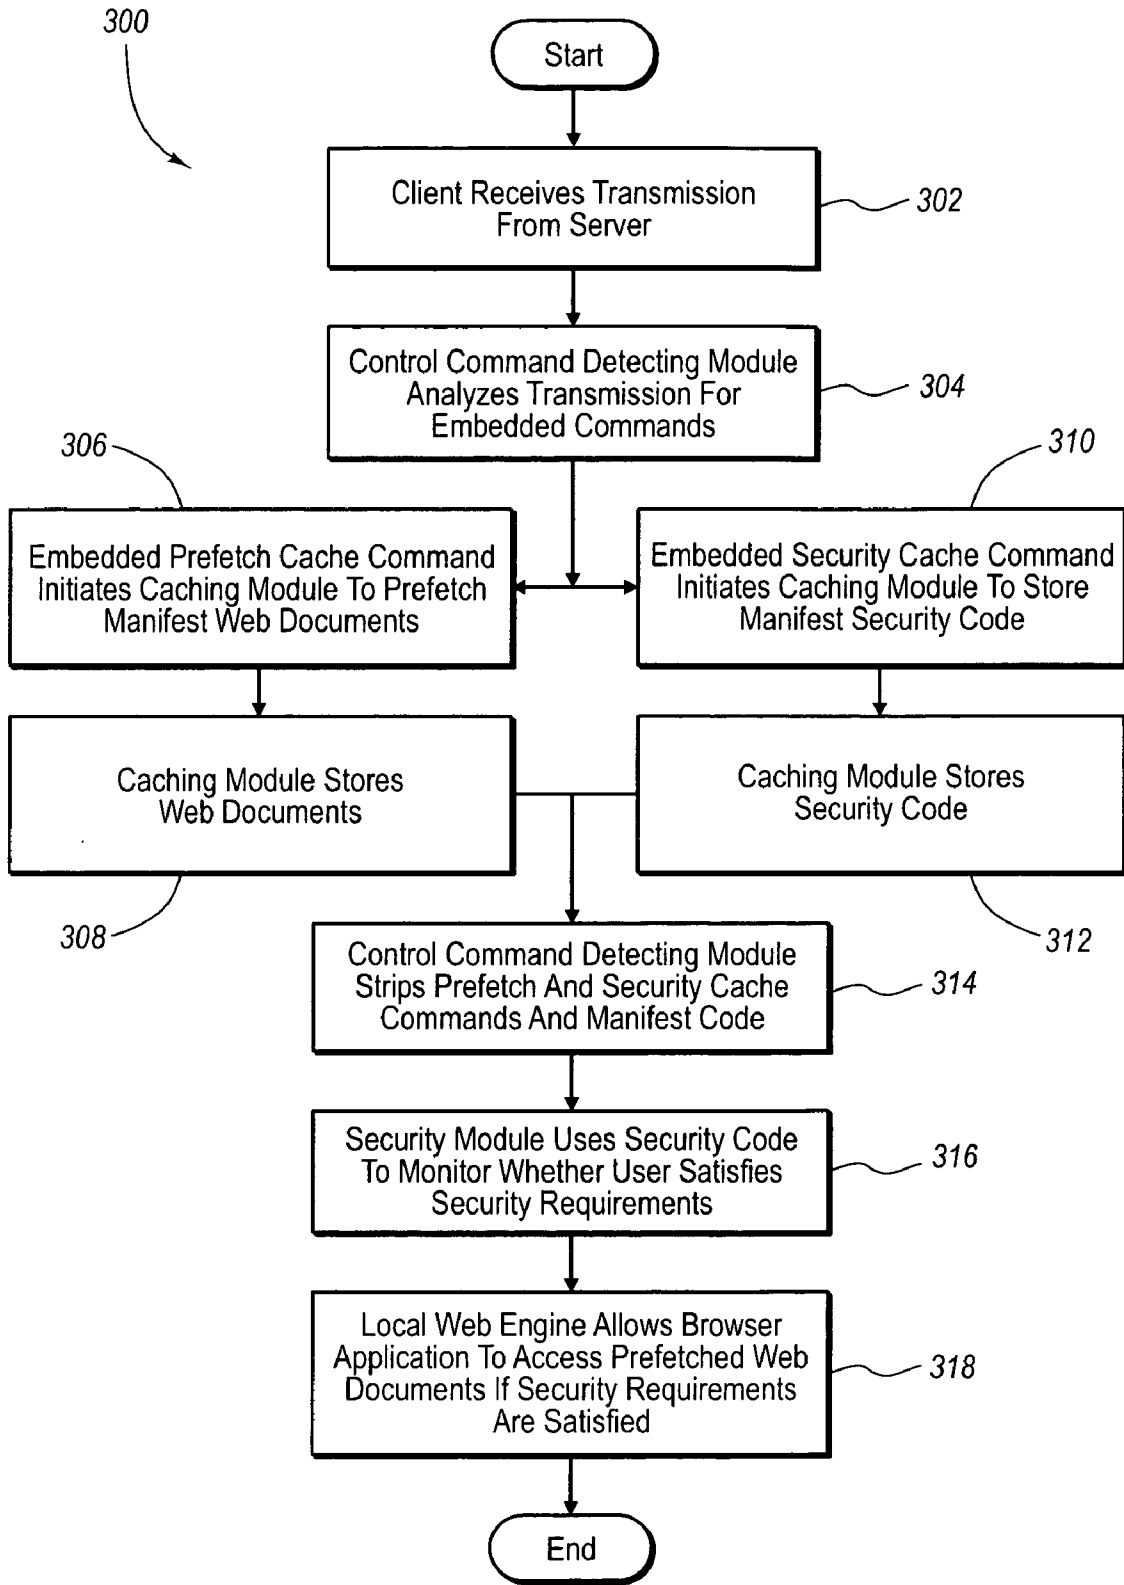 300
Start
Client Receives Transmission
From Server
302
Control Command Detecting Module
Analyzes Transmission For
Embedded Commands
304
306
310
Embedded Prefetch Cache Command
Initiates Caching Module To Prefetch
Manifest Web Documents
Embedded Security Cache Command
Initiates Caching Module To Store
Manifest Security Code
Caching Module Stores
Web Documents
Caching Module Stores
Security Code
308
312
Control Command Detecting Module
Strips Prefetch And Security Cache
Commands And Manifest Code
314
Security Module Uses Security Code
To Monitor Whether User Satisfies
Security Requirements
316
Local Web Engine Allows Browser
Application To Access Prefetched Web
Documents If Security Requirements
Are Satisfied
318
End